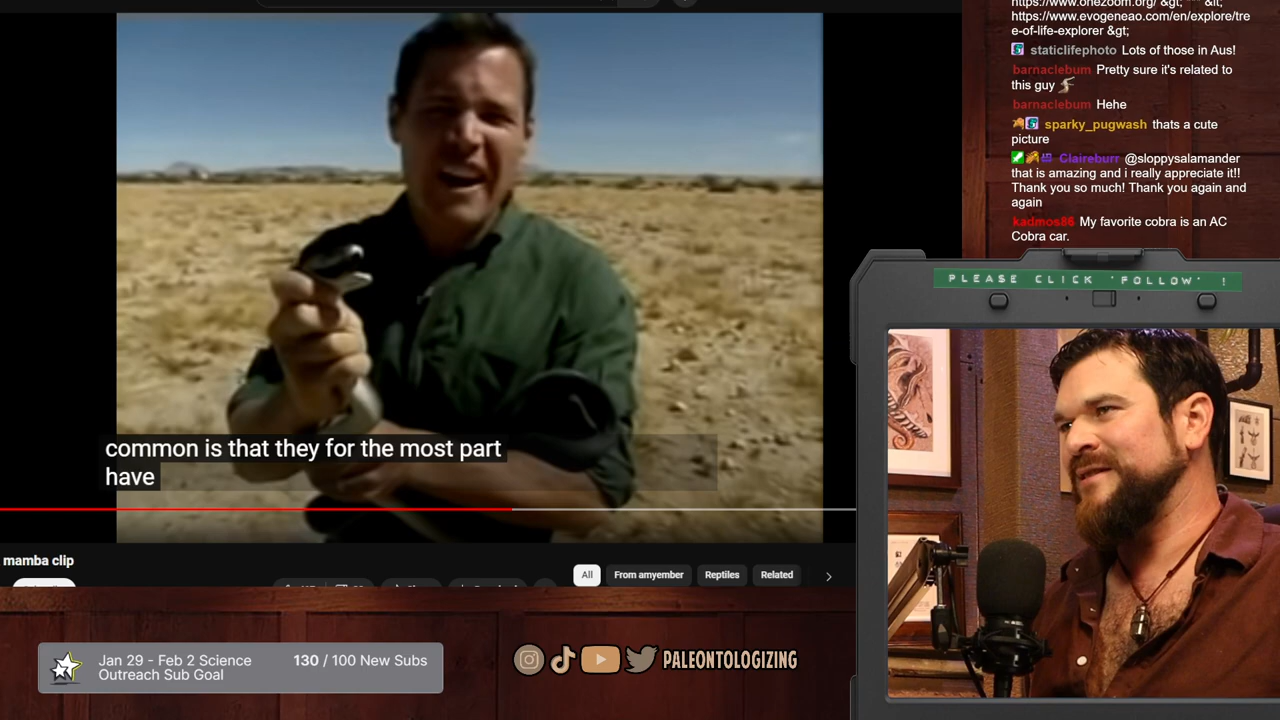 https://www.onezoom.org/ &gt; *** &lt;
https://www.evogeneao.com/en/explore/tre
e-of-life-explorer &gt;
staticlifephoto Lots of those in Aus!
barnaclebum Pretty sure it's related to
this guy
barnaclebum Hehe
sparky_pugwash thats a cute
picture
Claireburr @sloppysalamander
that is amazing and i really appreciate it!!
Thank you so much! Thank you again and
again
kadmos86 My favorite cobra is an AC
Cobra car.
PLEASE CLICK 'FOLLOW' !
common is that they for the most part
have
mamba clip
All
From amyember
Reptiles
Related
Jan 29 - Feb 2 Science
Outreach Sub Goal
130 / 100 New Subs
PALEONTOLOGIZING